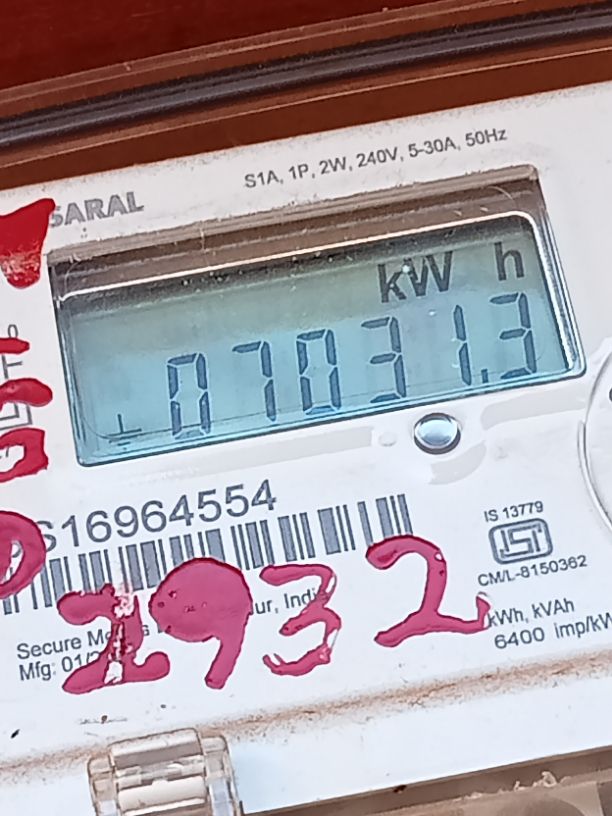 SARAL
S1A, 1P, 2W, 240V, 5-30A, 50Hz
kW h
07031.3
S16964554
IS 13779
ISI
CM/L-8150362
2932
Secure
Mfg: 01/
kWh, kVAh
6400 imp/kW